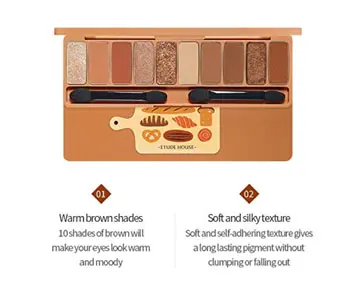 ETUDE HOUSE
01
Warm brown shades
10 shades of brown will
make your eyes look warm
and moody
02
Soft and silky texture
Soft and self-adhering texture gives
a long lasting pigment without
clumping or falling out